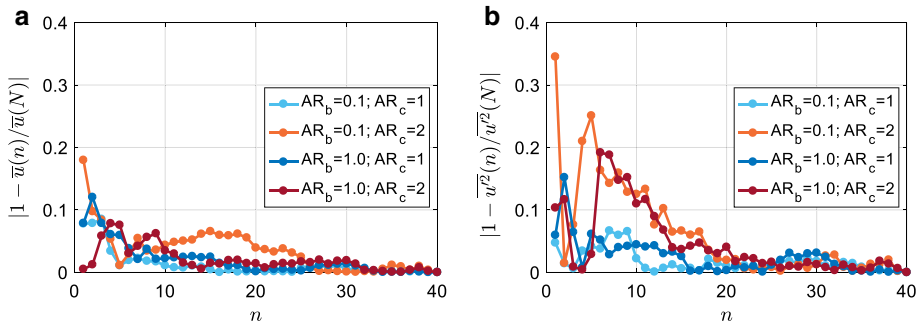 a
|1 − u̅(n)/u̅(N)|
0.4
0.3
0.2
0.1
0
AR_b=0.1; AR_c=1
AR_b=0.1; AR_c=2
AR_b=1.0; AR_c=1
AR_b=1.0; AR_c=2
0 10 20 30 40
n
b
|1 − \overline{u'^2}(n)/\overline{u'^2}(N)|
0.4
0.3
0.2
0.1
0
AR_b=0.1; AR_c=1
AR_b=0.1; AR_c=2
AR_b=1.0; AR_c=1
AR_b=1.0; AR_c=2
0 10 20 30 40
n